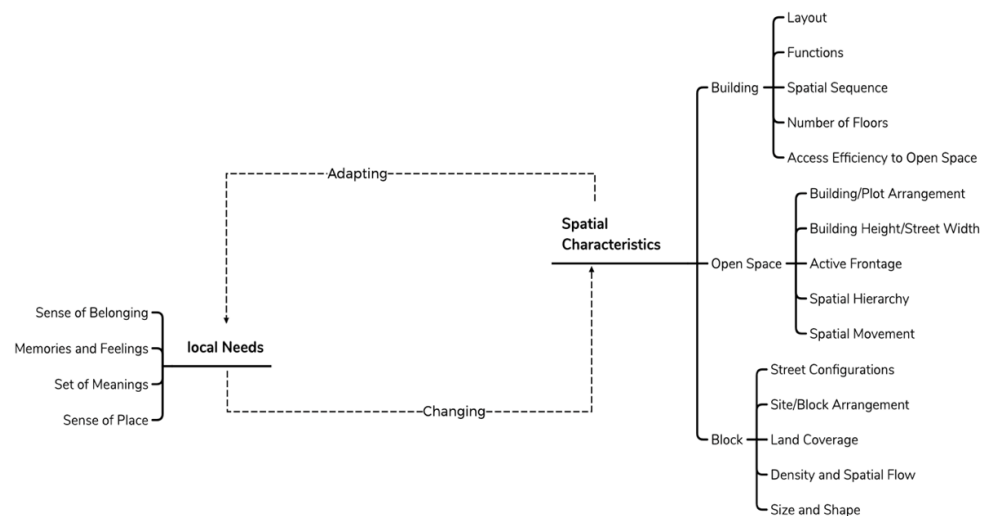 Layout
Functions
Building
Spatial Sequence
Number of Floors
Access Efficiency to Open Space
Adapting
Building/Plot Arrangement
Spatial
Characteristics
Building Height/Street Width
Open Space
Active Frontage
Spatial Hierarchy
Spatial Movement
Sense of Belonging
Memories and Feelings
local Needs
Set of Meanings
Sense of Place
Changing
Street Configurations
Site/Block Arrangement
Block
Land Coverage
Density and Spatial Flow
Size and Shape